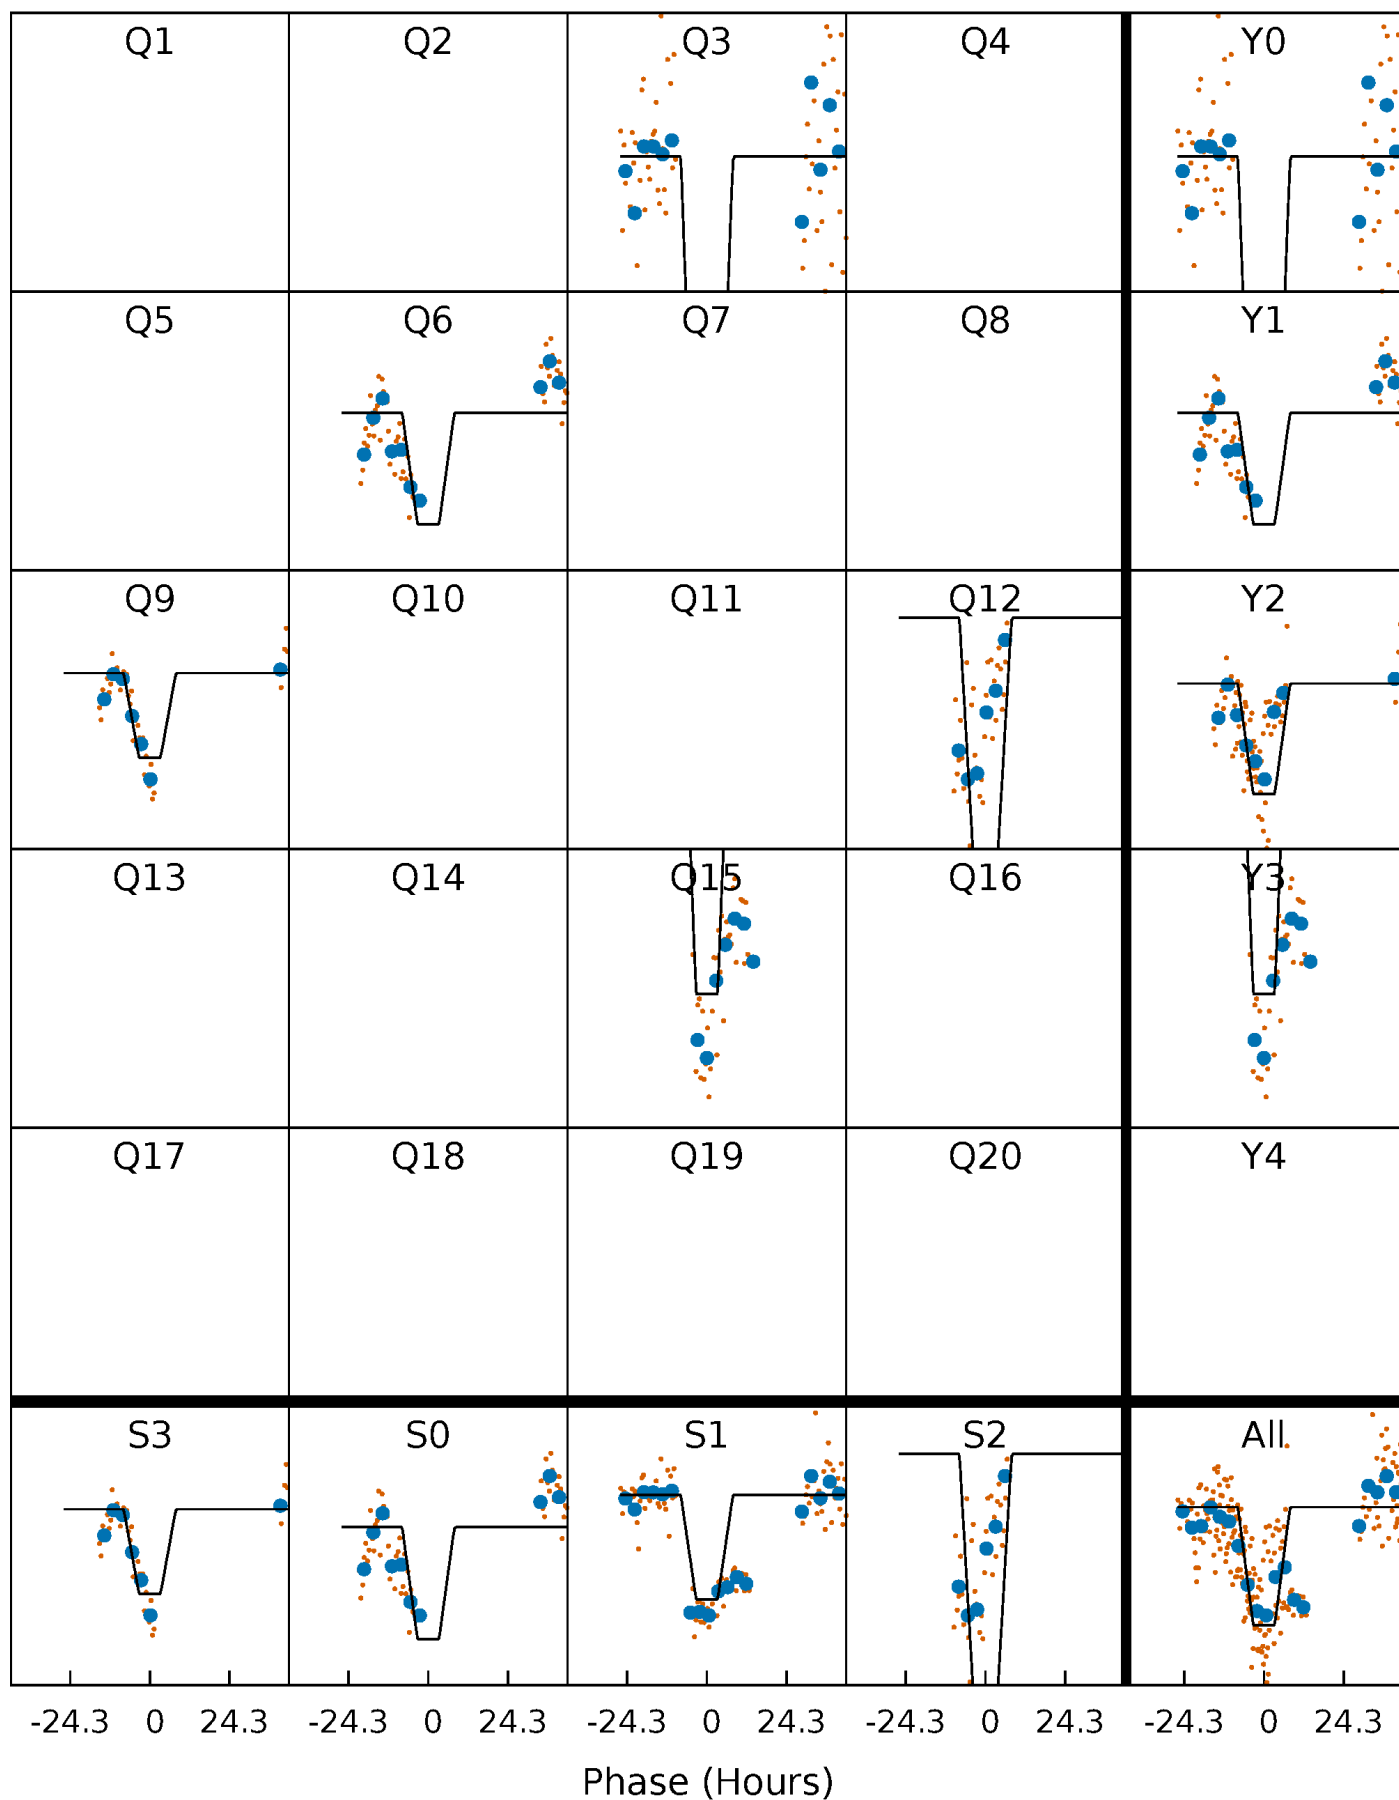 Q1 Q2 Q3 Q4 Y0
Q5 Q6 Q7 Q8 Y1
Q9 Q10 Q11 Q12 Y2
Q13 Q14 Q15 Q16 Y3
Q17 Q18 Q19 Q20 Y4
S3 S0 S1 S2 All
-24.3 0 24.3 -24.3 0 24.3 -24.3 0 24.3 -24.3 0 24.3 -24.3 0 24.3
Phase (Hours)